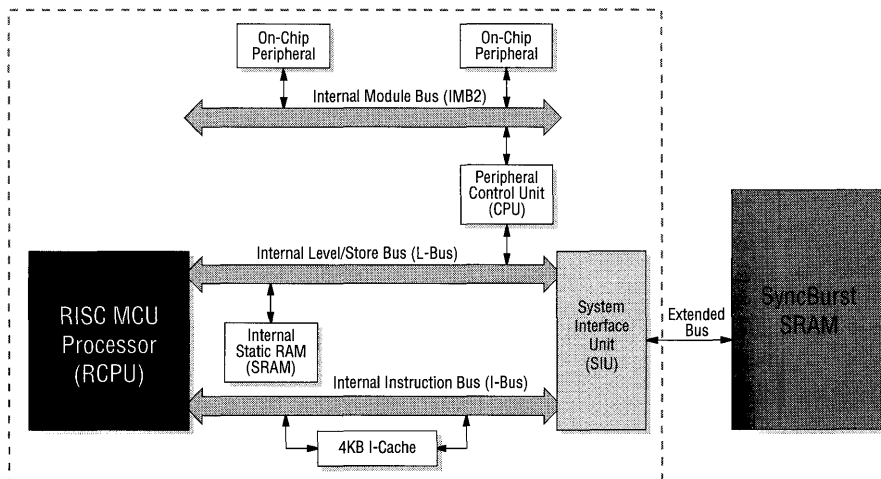 On-Chip
Peripheral
On-Chip
Peripheral
Internal Module Bus (IMB2)
Peripheral
Control Unit
(CPU)
Internal Level/Store Bus (L-Bus)
RISC MCU
Processor
(RCPU)
Internal
Static RAM
(SRAM)
System
Interface
Unit
(SIU)
Extended
Bus
SyncBurst
SRAM
Internal Instruction Bus (I-Bus)
4KB I-Cache